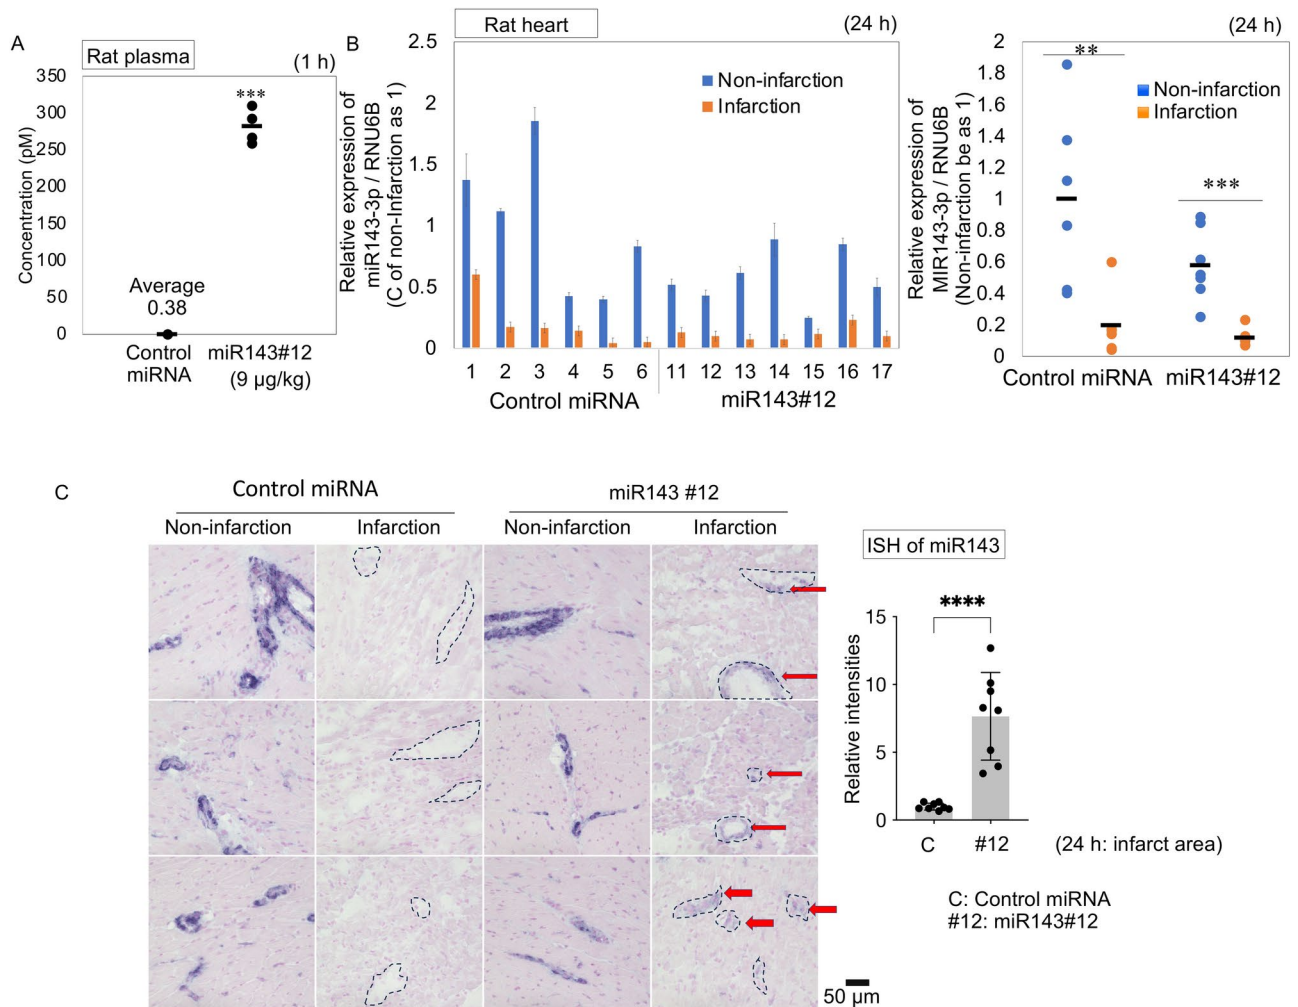 A
Rat plasma
(1 h)
Concentration (pM)
350
300
250
200
150
100
50
0
***
Average
0.38
Control
miRNA
miR143#12
(9 µg/kg)
B
Rat heart
(24 h)
Relative expression of
miR143-3p / RNU6B
(C of non-Infarction as 1)
2.5
2
1.5
1
0.5
0
Non-infarction
Infarction
1 2 3 4 5 6 11 12 13 14 15 16 17
Control miRNA miR143#12
(24 h)
Relative expression of
MIR143-3p / RNU6B
(Non-infarction be as 1)
2
1.8
1.6
1.4
1.2
1
0.8
0.6
0.4
0.2
0
**
Non-infarction
Infarction
***
Control miRNA miR143#12
C
Control miRNA miR143 #12
Non-infarction Infarction Non-infarction Infarction
50 µm
ISH of miR143
Relative intensities
15
10
5
0
****
C #12 (24 h: infarct area)
C: Control miRNA
#12: miR143#12